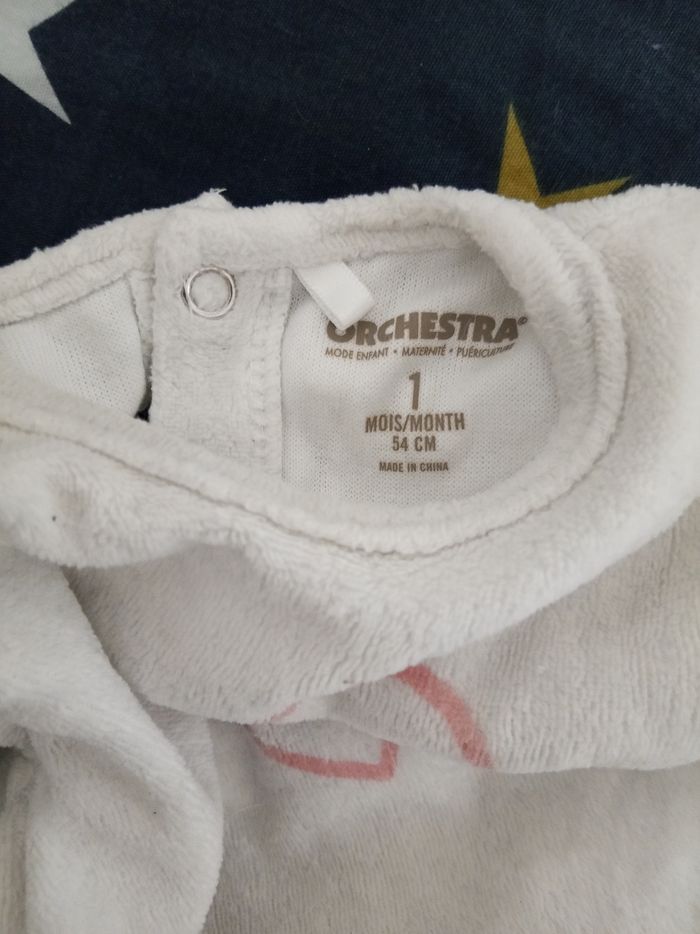 ORCHESTRA®
MODE ENFANT • MATERNITÉ • PUÉRICULTURE
1
MOIS/MONTH
54 CM
MADE IN CHINA